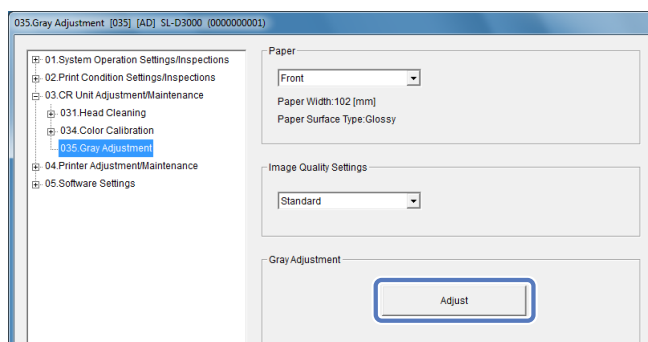 035.Gray Adjustment [035] [AD] SL-D3000 (0000000001)
01.System Operation Settings/Inspections
02.Print Condition Settings/Inspections
03.CR Unit Adjustment/Maintenance
031.Head Cleaning
034.Color Calibration
035.Gray Adjustment
04.Printer Adjustment/Maintenance
05.Software Settings
Paper
Front
Paper Width:102 [mm]
Paper Surface Type:Glossy
Image Quality Settings
Standard
Gray Adjustment
Adjust